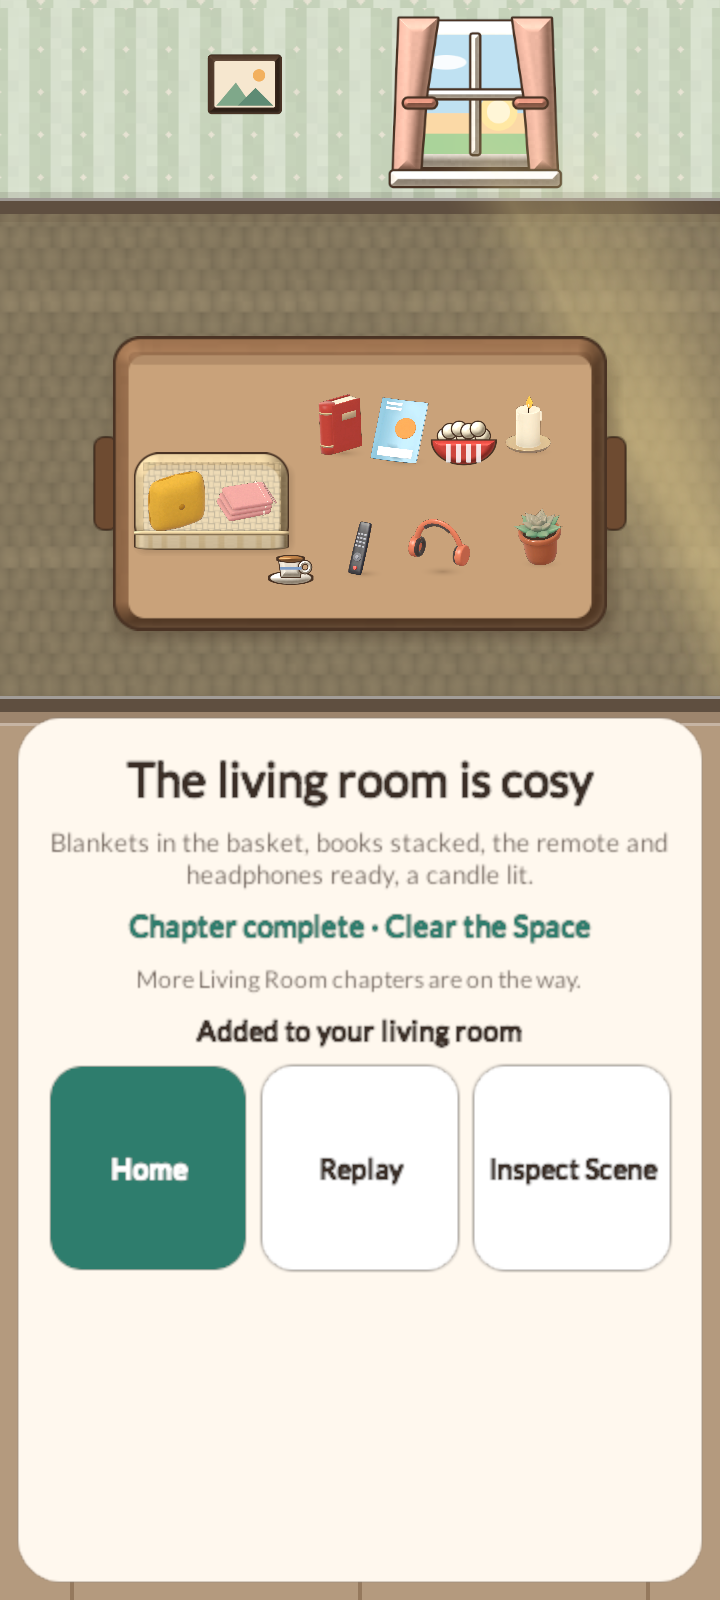 The living room is cosy
Blankets in the basket, books stacked, the remote and
headphones ready, a candle lit.
Chapter complete · Clear the Space
More Living Room chapters are on the way.
Added to your living room
Home
Replay
Inspect Scene